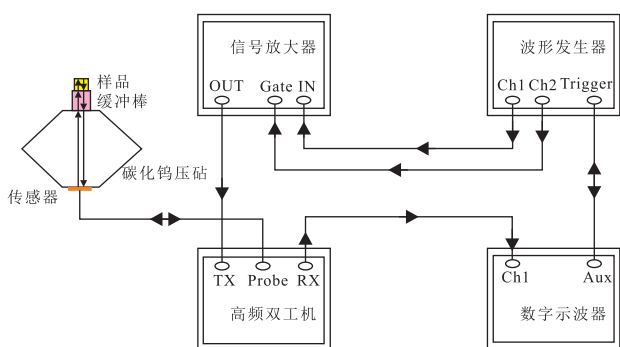 信号放大器
OUT Gate IN
波形发生器
Ch1 Ch2 Trigger
样品
缓冲棒
碳化钨压砧
传感器
TX Probe RX
高频双工机
Ch1 Aux
数字示波器